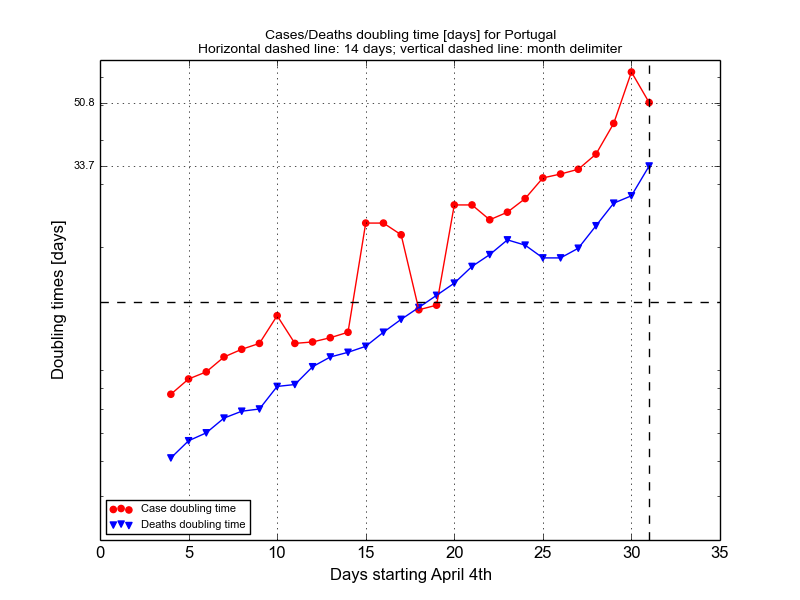 Cases/Deaths doubling time [days] for Portugal
Horizontal dashed line: 14 days; vertical dashed line: month delimiter
50.8
33.7
Doubling times [days]
Case doubling time
Deaths doubling time
0 5 10 15 20 25 30 35
Days starting April 4th